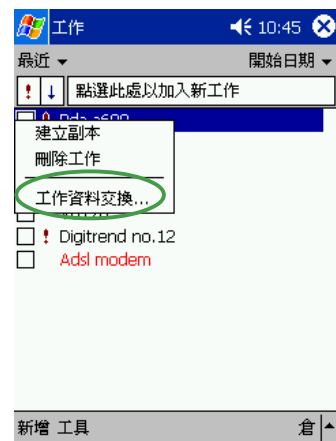 工作 10:45
最近 開始日期
! ↓ 點選此處以加入新工作
建立副本
刪除工作
工作資料交換...
! Digitrend no.12
Adsl modem
新增 工具 倉